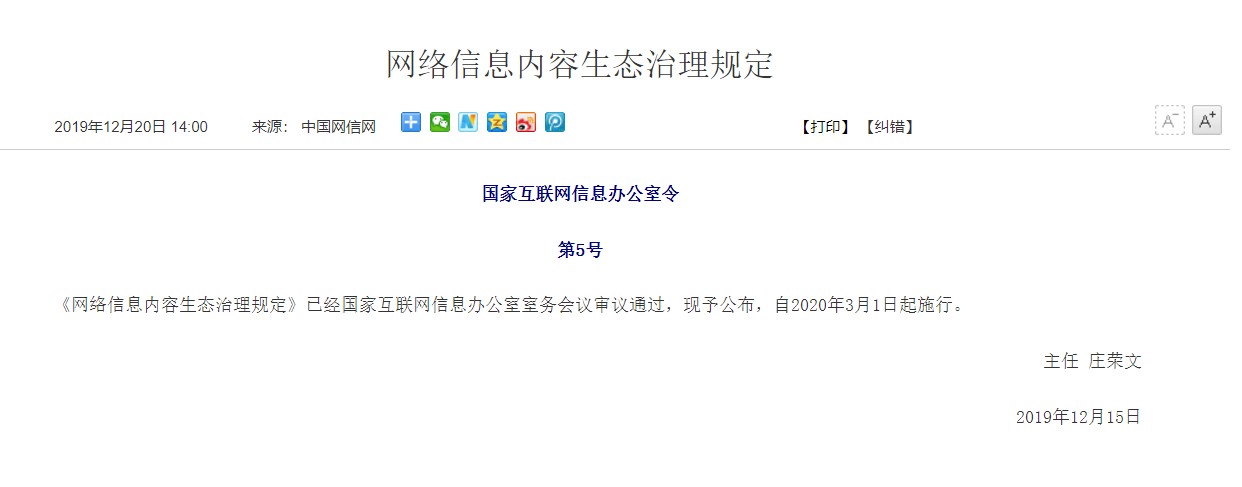 网络信息内容生态治理规定
2019年12月20日 14:00 来源： 中国网信网 【打印】 【纠错】 A- A+
国家互联网信息办公室令
第5号
《网络信息内容生态治理规定》已经国家互联网信息办公室室务会议审议通过，现予公布，自2020年3月1日起施行。
主任 庄荣文
2019年12月15日